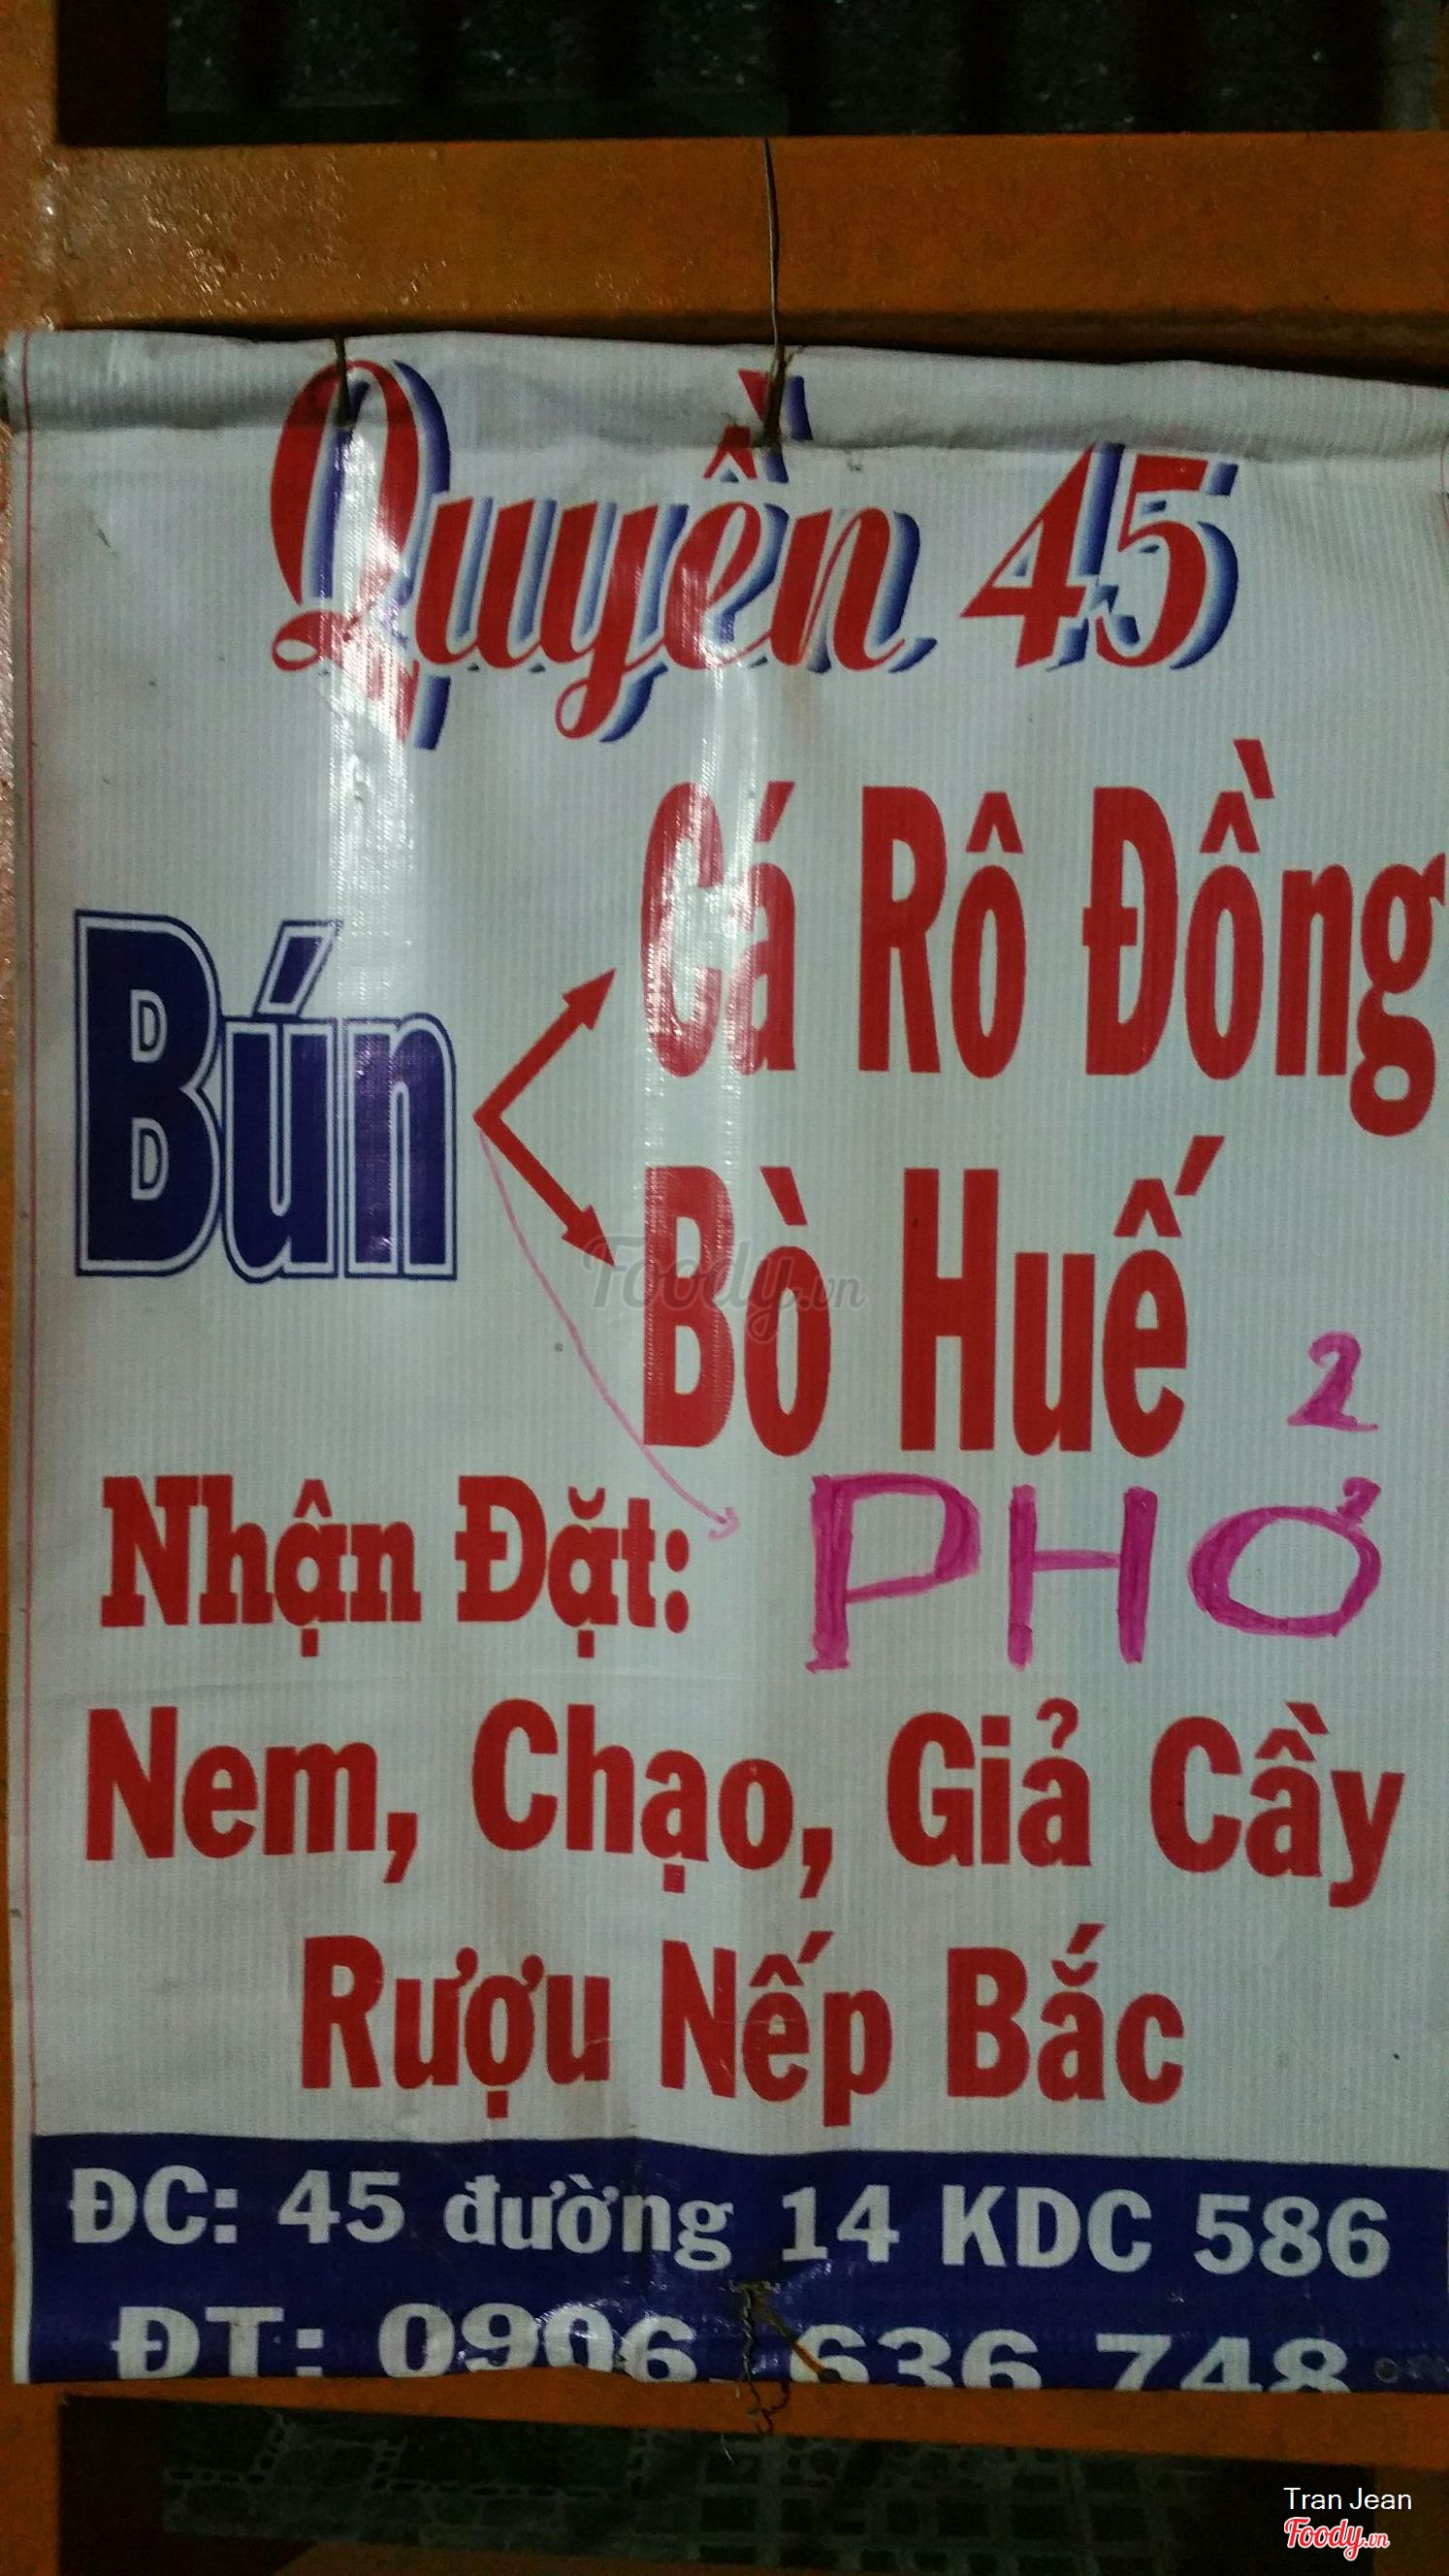 Quyền 45
Cá Rô Đồng
Bún
Bò Huế
Nhận Đặt: PHỞ
Nem, Chạo, Giả Cầy
Rượu Nếp Bắc
ĐC: 45 đường 14 KDC 586
ĐT: 0906 636 748
Foody.vn
Tran Jean
Foody.vn